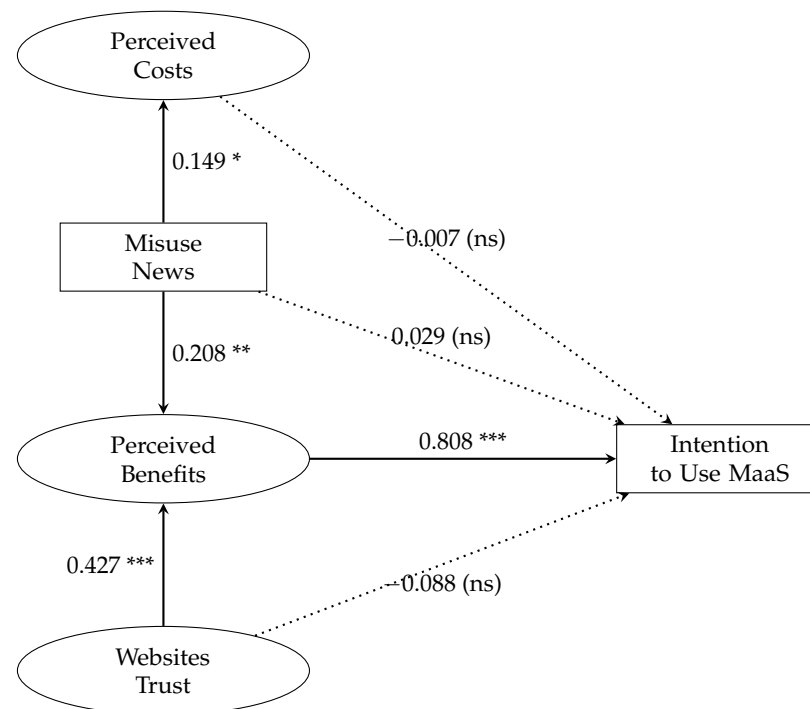 Perceived
Costs
0.149 *
−0.007 (ns)
Misuse
News
0.029 (ns)
0.208 **
Perceived
Benefits
0.808 ***
Intention
to Use MaaS
0.427 ***
−0.088 (ns)
Websites
Trust